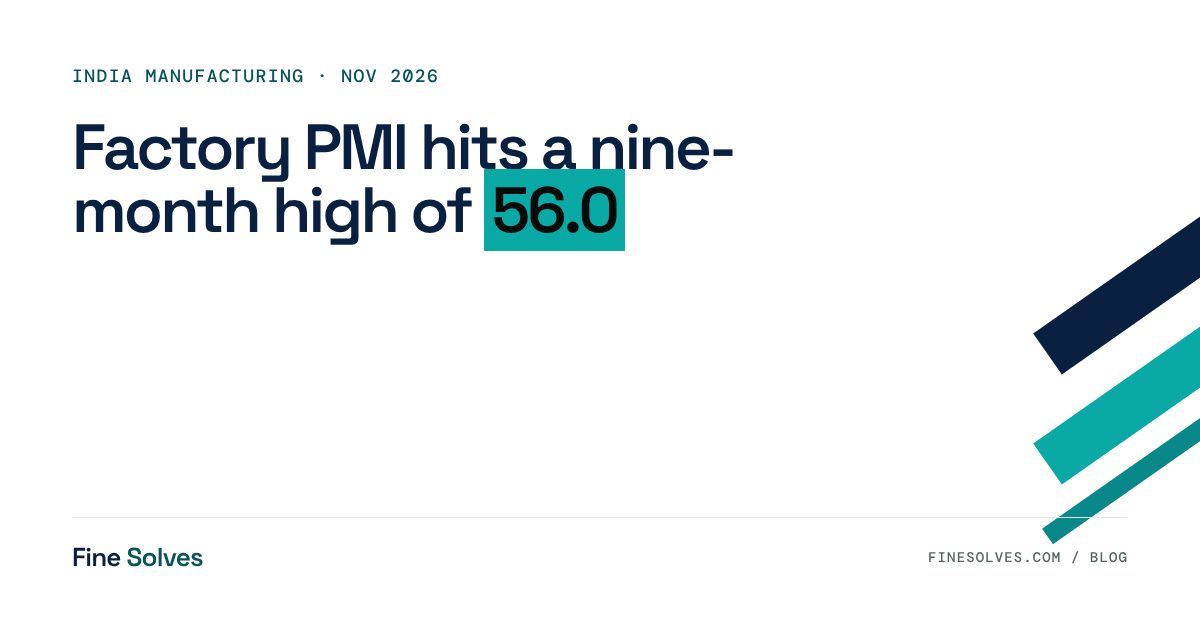 INDIA MANUFACTURING · NOV 2026
Factory PMI hits a nine-
month high of 56.0
Fine Solves
FINESOLVES.COM / BLOG